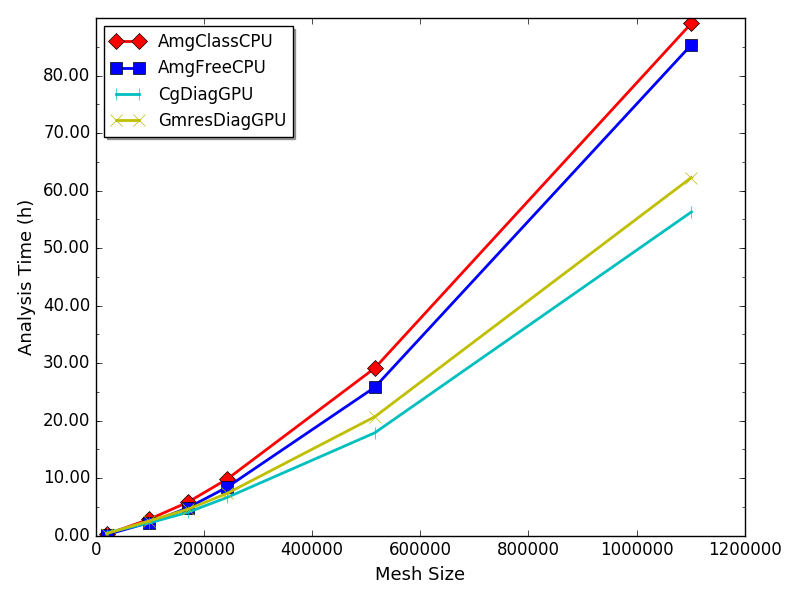 AmgClassCPU
AmgFreeCPU
CgDiagGPU
GmresDiagGPU
Analysis Time (h)
80.00
70.00
60.00
50.00
40.00
30.00
20.00
10.00
0.00
0 200000 400000 600000 800000 1000000 1200000
Mesh Size